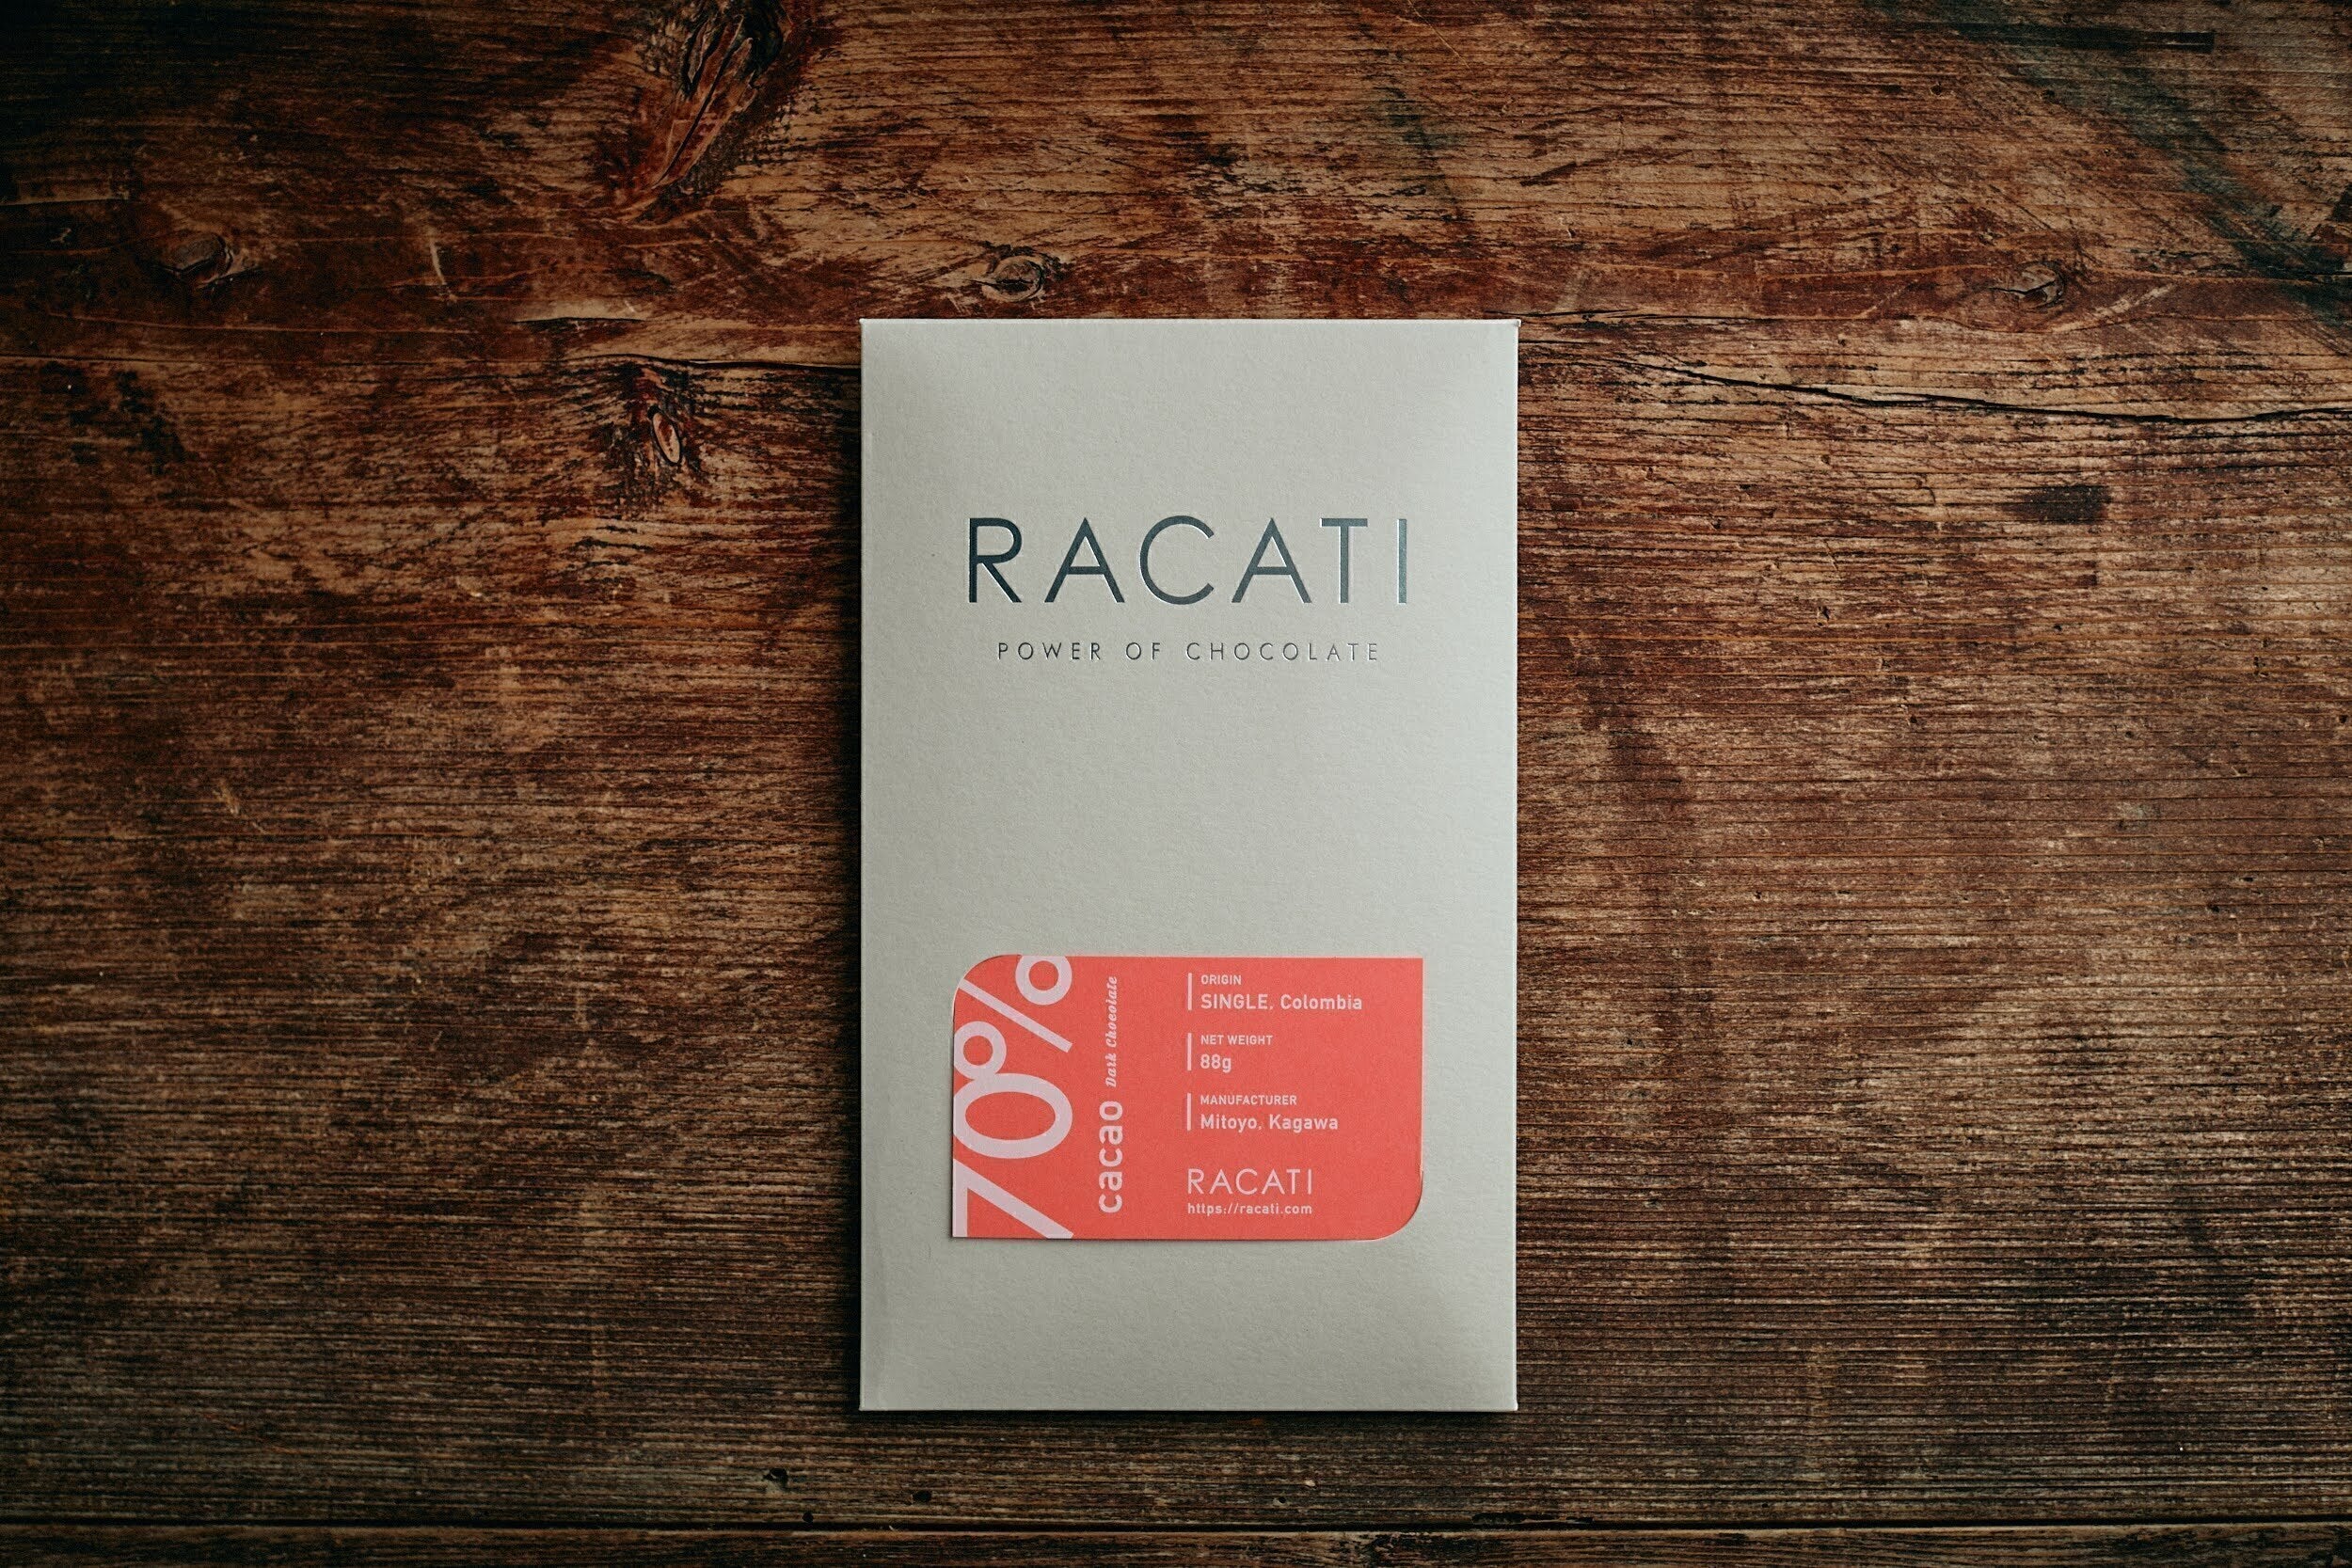 RACATI
POWER OF CHOCOLATE
70%
cacao Dark Chocolate
ORIGIN
SINGLE, Colombia
NET WEIGHT
88g
MANUFACTURER
Mitoyo, Kagawa
RACATI
https://racati.com